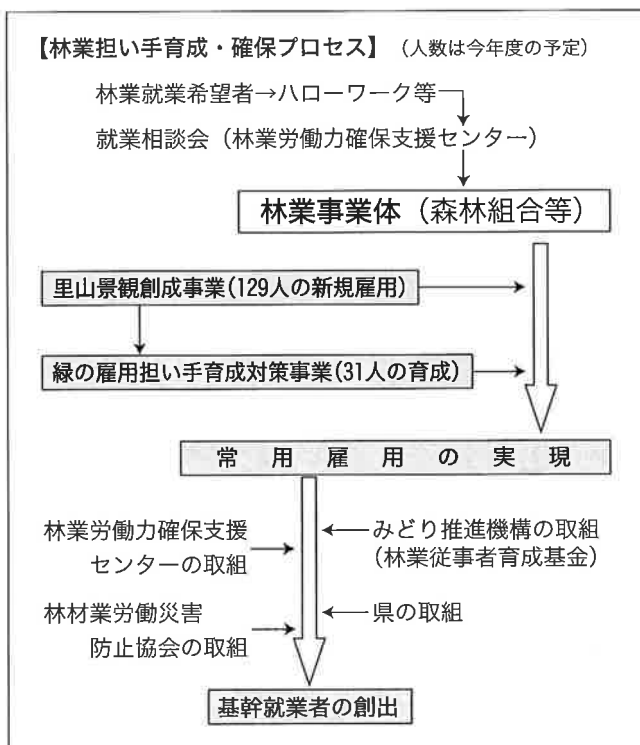 【林業担い手育成・確保プロセス】（人数は今年度の予定）
林業就業希望者→ハローワーク等
就業相談会（林業労働力確保支援センター）
林業事業体（森林組合等）
里山景観創成事業(129人の新規雇用)
緑の雇用担い手育成対策事業(31人の育成)
常用雇用の実現
林業労働力確保支援
センターの取組
みどり推進機構の取組
(林業従事者育成基金)
林材業労働災害
防止協会の取組
県の取組
基幹就業者の創出